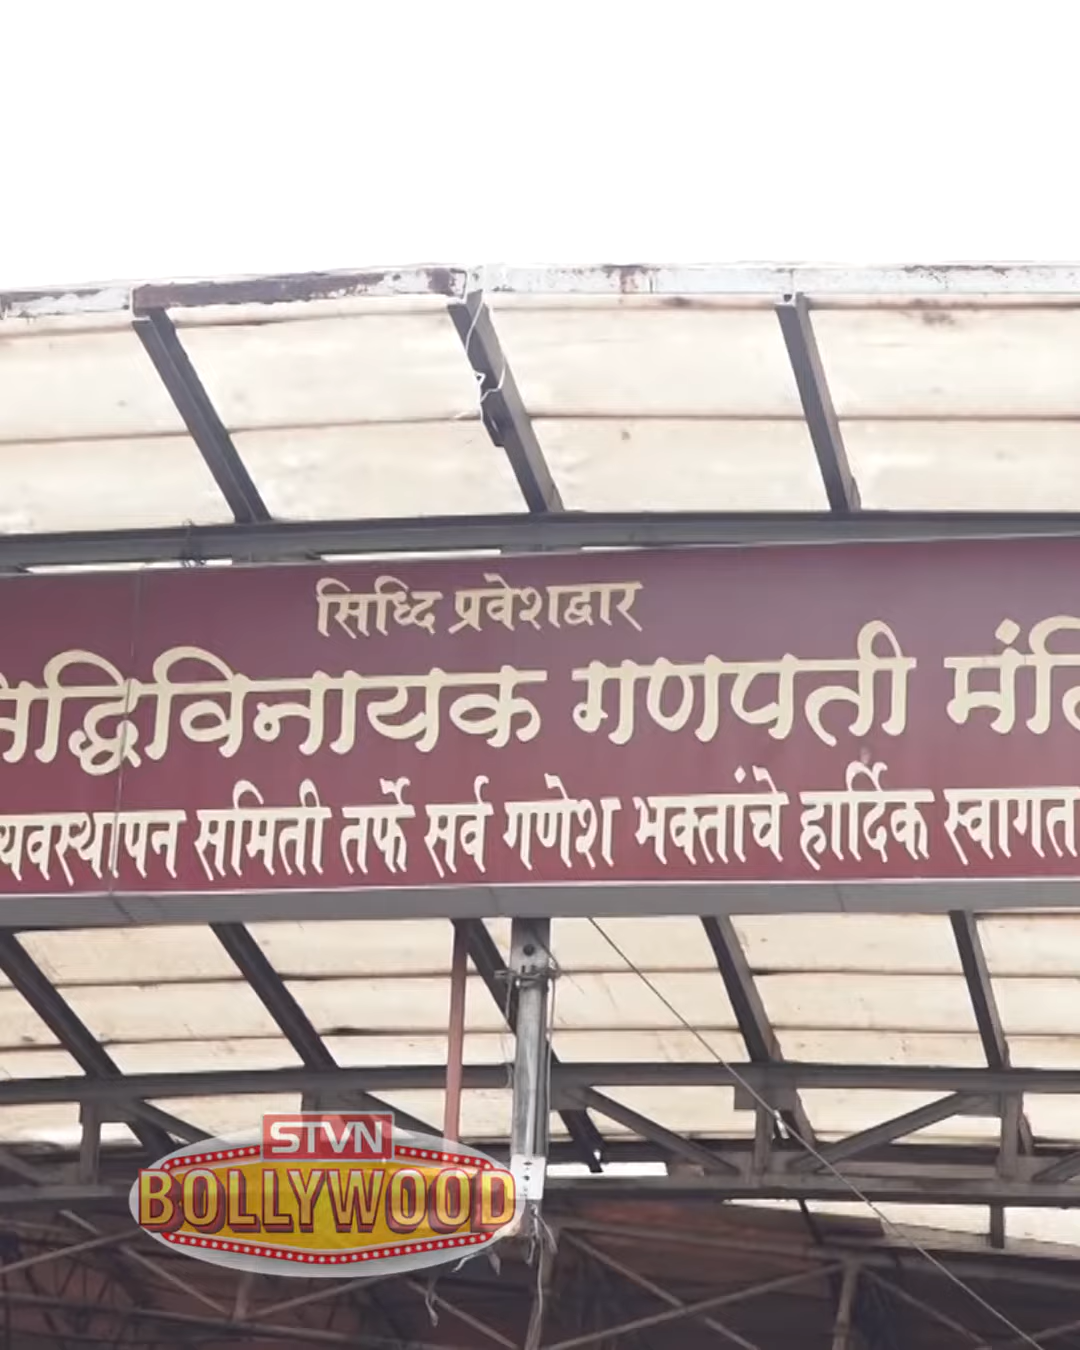 सिध्दि प्रवेशद्वार
सिद्धिविनायक गणपती मंदि
व्यवस्थापन समिती तर्फे सर्व गणेश भक्तांचे हार्दिक स्वागत
STVN
BOLLYWOOD